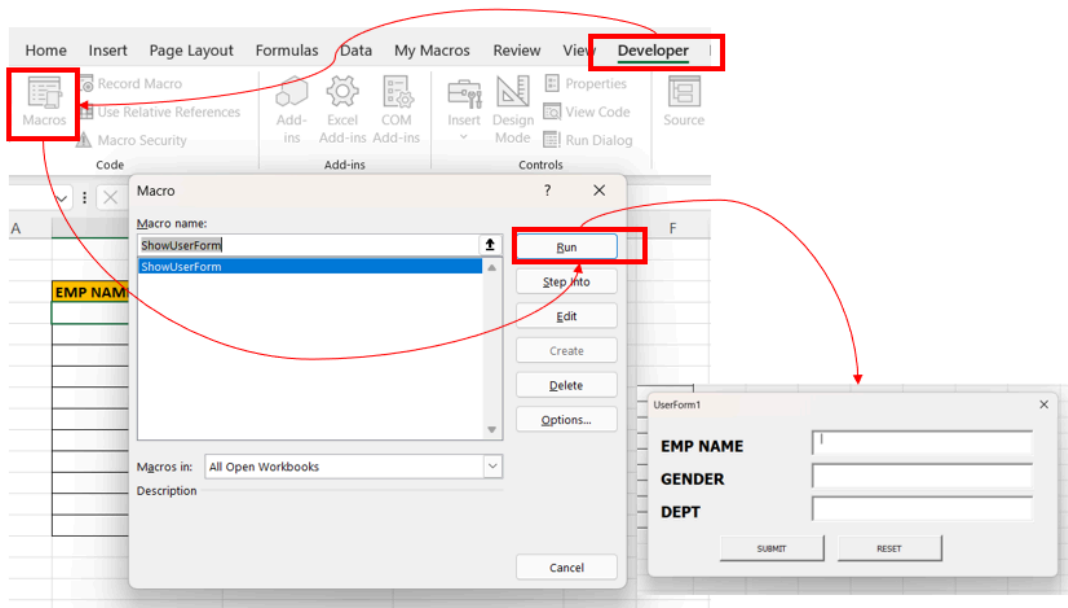 Home Insert Page Layout Formulas Data My Macros Review View Developer
Macros
Record Macro
Use Relative References
Macro Security
Code
Add-
ins
Excel
Add-ins
COM
Add-ins
Add-ins
Insert
Design
Mode
Properties
View Code
Run Dialog
Controls
Source
A
F
EMP NAM
Macro ? ×
Macro name:
ShowUserForm
ShowUserForm
Run
Step Into
Edit
Create
Delete
Options...
Macros in: All Open Workbooks
Description
Cancel
UserForm1
EMP NAME
GENDER
DEPT
SUBMIT RESET